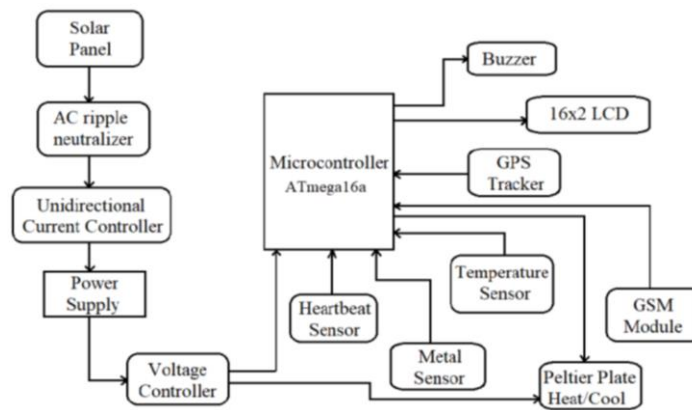 Solar
Panel
AC ripple
neutralizer
Unidirectional
Current Controller
Power
Supply
Voltage
Controller
Microcontroller
ATmega16a
Heartbeat
Sensor
Metal
Sensor
Temperature
Sensor
Buzzer
16x2 LCD
GPS
Tracker
GSM
Module
Peltier Plate
Heat/Cool